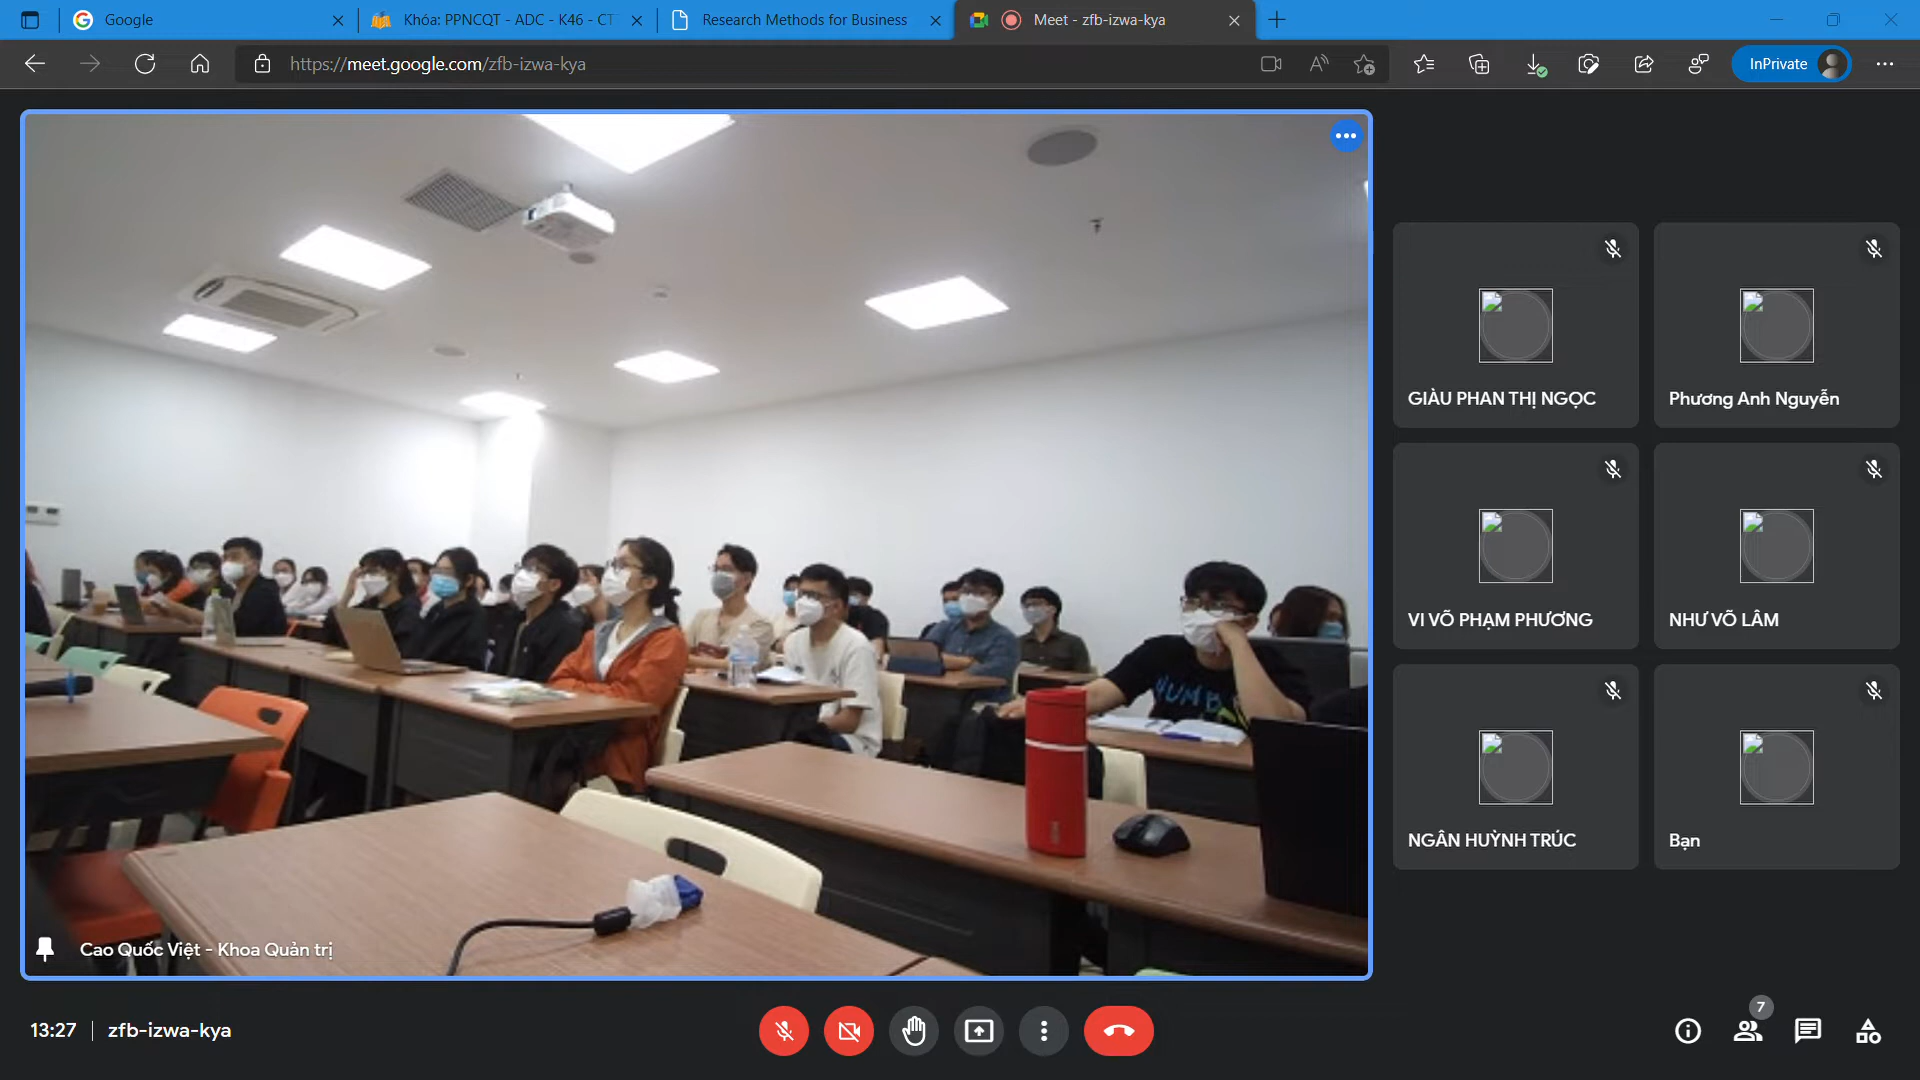 Google
Khóa: PPNCQT - ADC - K46 - CT
Research Methods for Business
Meet - zfb-izwa-kya
https://meet.google.com/zfb-izwa-kya
InPrivate
GIÀU PHAN THỊ NGỌC
Phương Anh Nguyễn
VI VÕ PHẠM PHƯƠNG
NHƯ VÕ LÂM
NGÂN HUỲNH TRÚC
Bạn
Cao Quốc Việt - Khoa Quản trị
13:27
zfb-izwa-kya
7